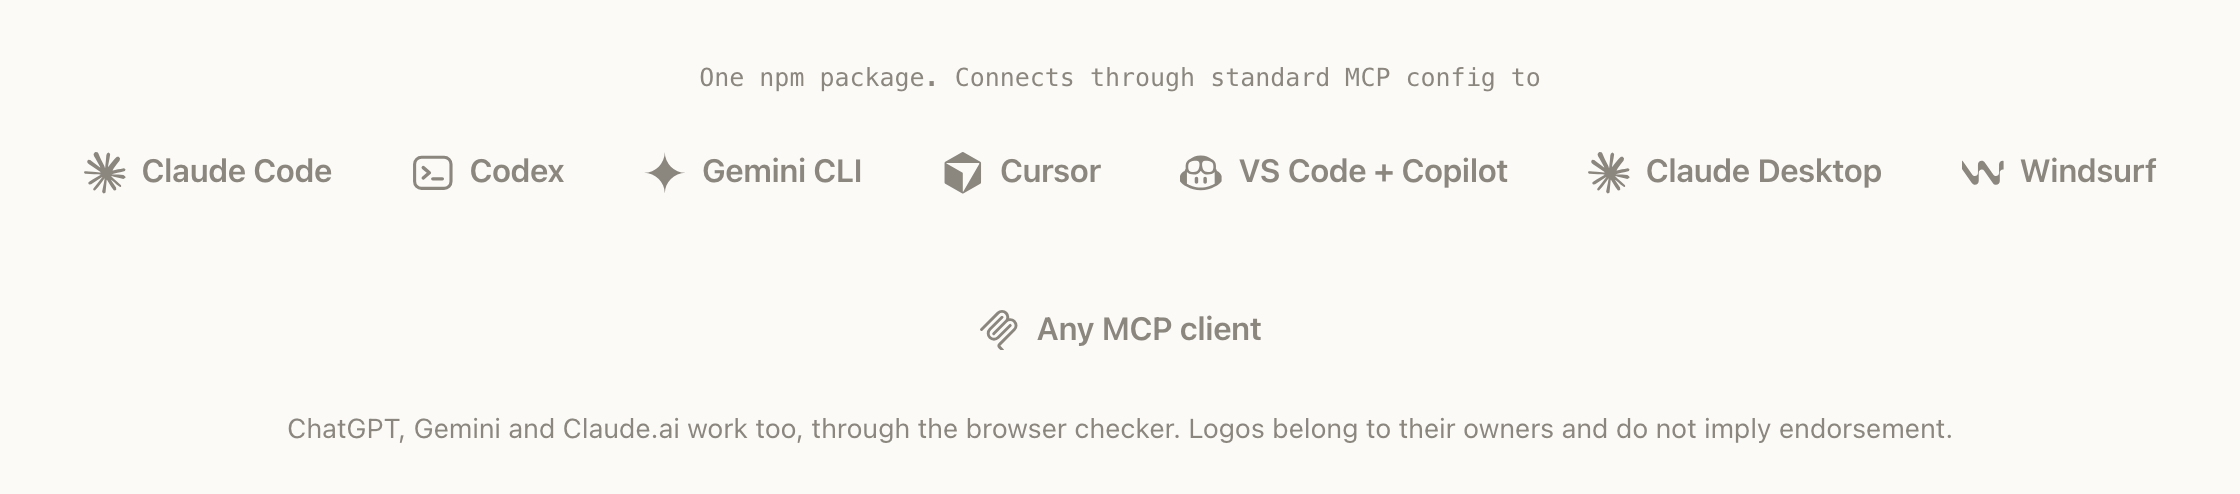 One npm package. Connects through standard MCP config to
Claude Code Codex Gemini CLI Cursor VS Code + Copilot Claude Desktop Windsurf
Any MCP client
ChatGPT, Gemini and Claude.ai work too, through the browser checker. Logos belong to their owners and do not imply endorsement.